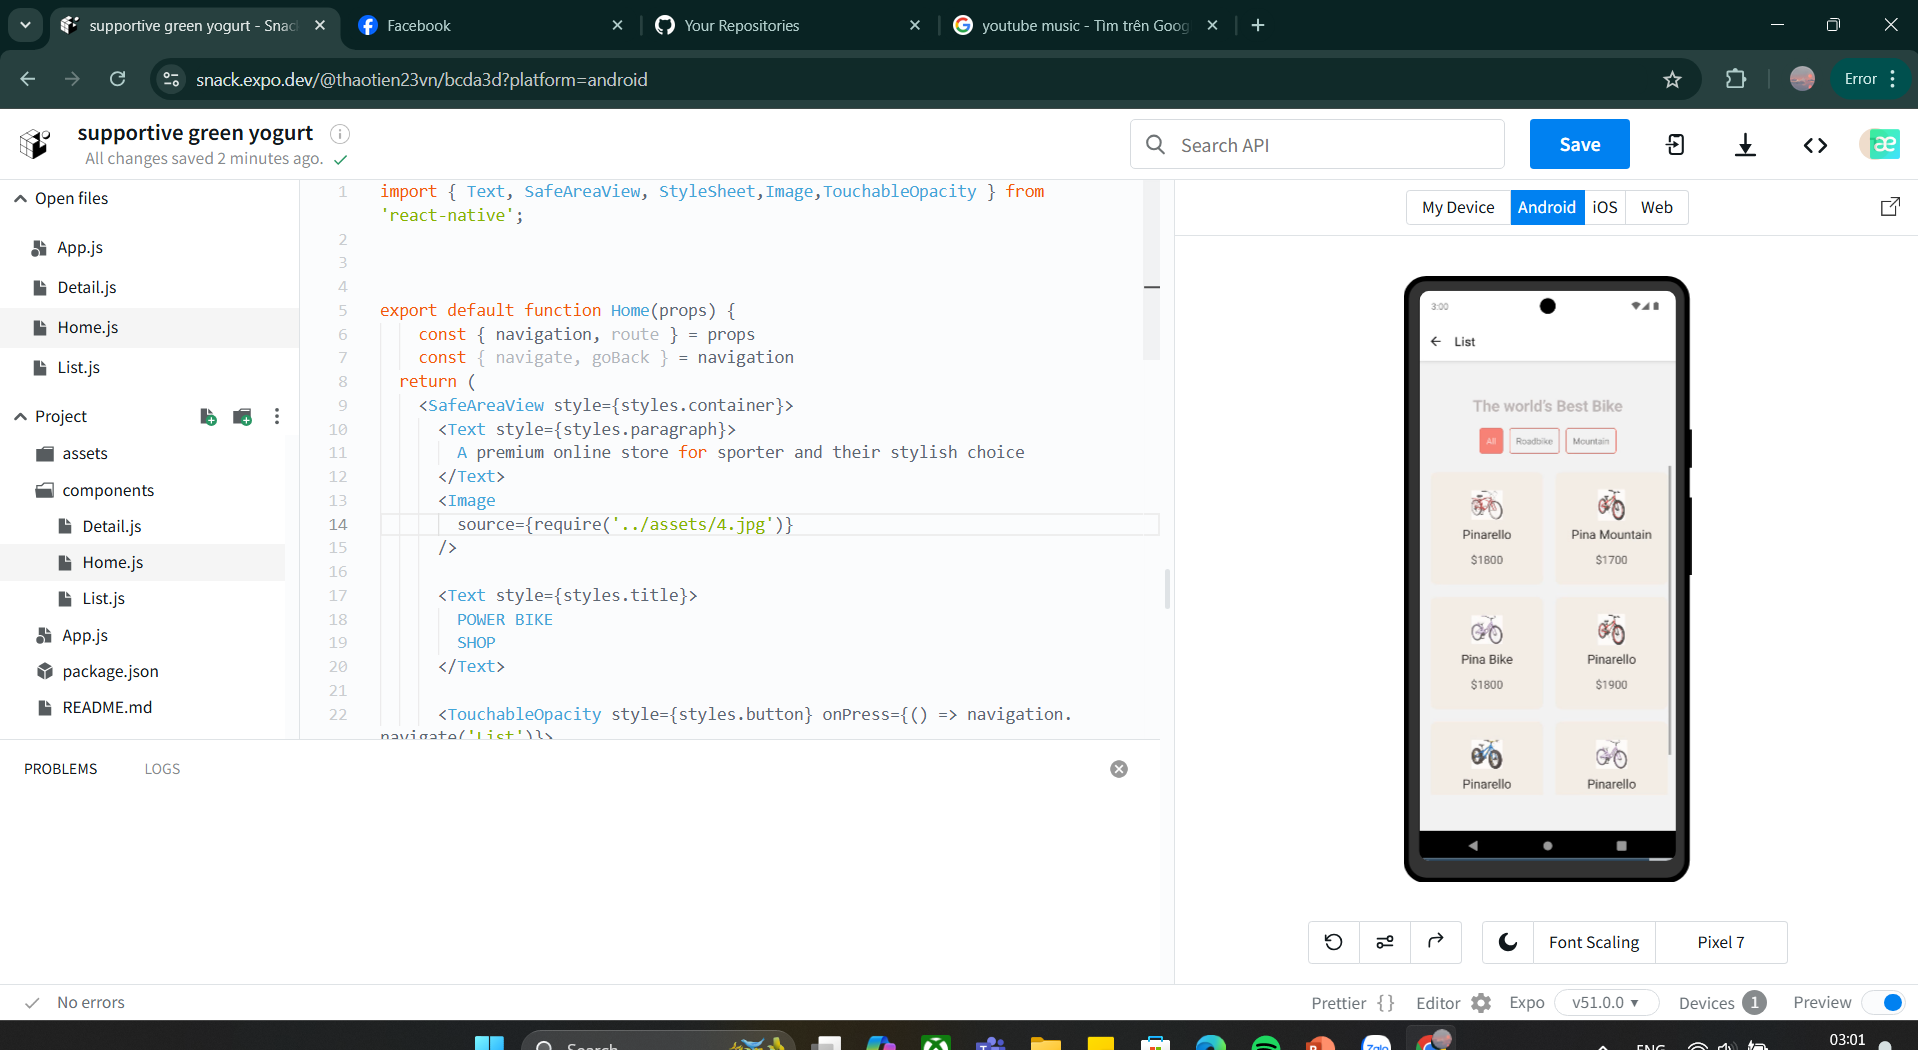 supportive green yogurt - Snac
Facebook
Your Repositories
youtube music - Tìm trên Goog
snack.expo.dev/@thaotien23vn/bcda3d?platform=android
Error
supportive green yogurt
All changes saved 2 minutes ago.
Search API
Save
æ
Open files
App.js
Detail.js
Home.js
List.js
Project
assets
components
Detail.js
Home.js
List.js
App.js
package.json
README.md
1 import { Text, SafeAreaView, StyleSheet,Image,TouchableOpacity } from
'react-native';
2
3
4
5 export default function Home(props) {
6 const { navigation, route } = props
7 const { navigate, goBack } = navigation
8 return (
9 <SafeAreaView style={styles.container}>
10 <Text style={styles.paragraph}>
11 A premium online store for sporter and their stylish choice
12 </Text>
13 <Image
14 source={require('../assets/4.jpg')}
15 />
16
17 <Text style={styles.title}>
18 POWER BIKE
19 SHOP
20 </Text>
21
22 <TouchableOpacity style={styles.button} onPress={() => navigation.
navigate('List')}>
PROBLEMS
LOGS
My Device
Android
iOS
Web
3:00
List
The world's Best Bike
All
Roadbike
Mountain
Pinarello
$1800
Pina Mountain
$1700
Pina Bike
$1800
Pinarello
$1900
Pinarello
Pinarello
Font Scaling
Pixel 7
No errors
Prettier { }
Editor
Expo
v51.0.0
Devices 1
Preview
Search
Zalo
ENG
03:01